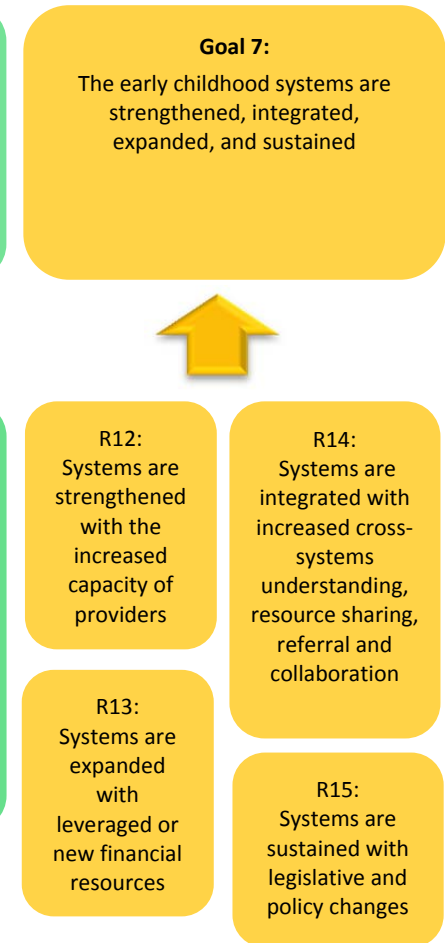 Goal 7:
The early childhood systems are
strengthened, integrated,
expanded, and sustained
R12:
Systems are
strengthened
with the
increased
capacity of
providers
R14:
Systems are
integrated with
increased cross-
systems
understanding,
resource sharing,
referral and
collaboration
R13:
Systems are
expanded
with
leveraged or
new financial
resources
R15:
Systems are
sustained with
legislative and
policy changes